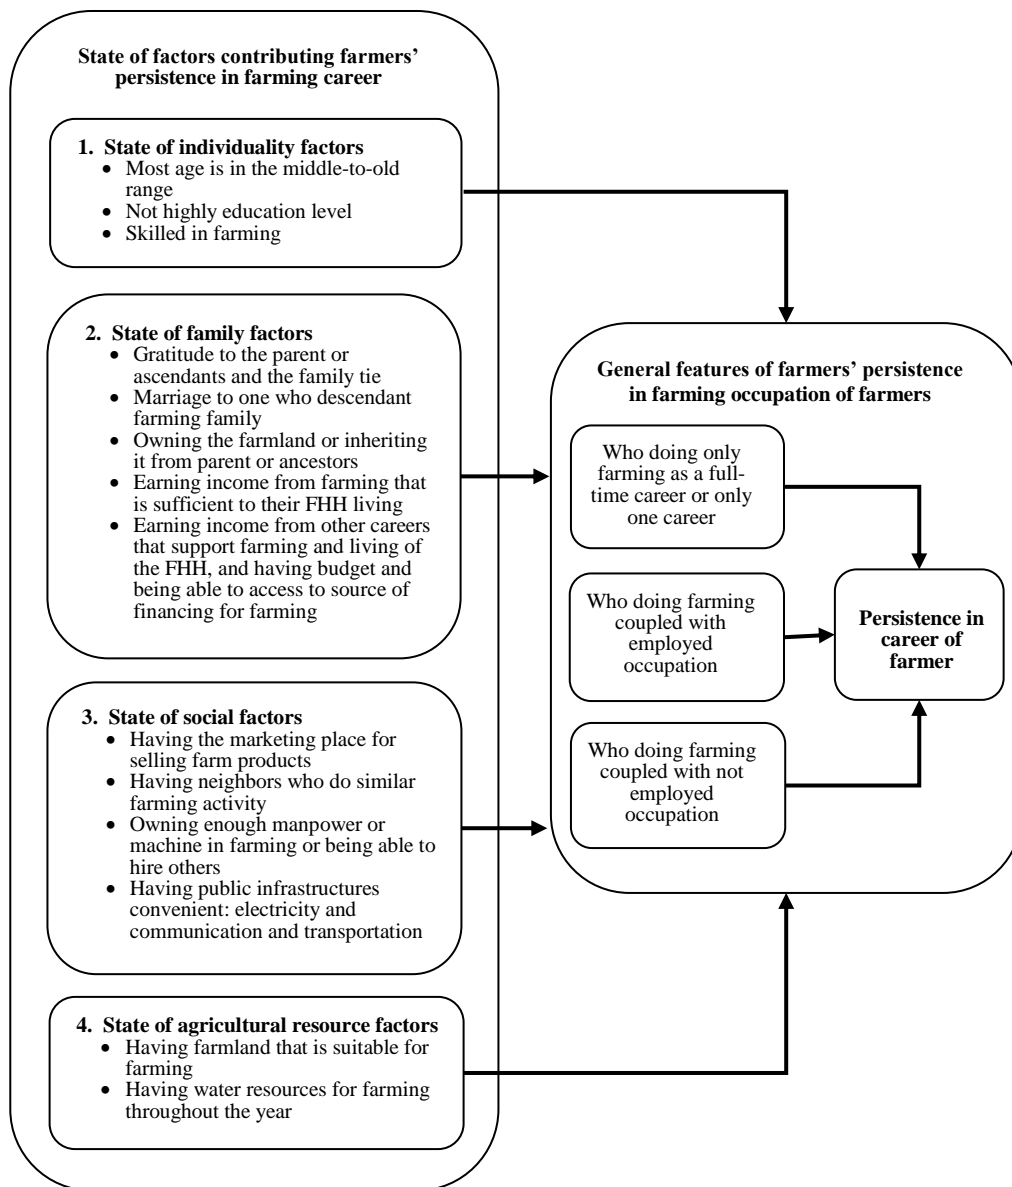 State of factors contributing farmers’
persistence in farming career
1. State of individuality factors
• Most age is in the middle-to-old
range
• Not highly education level
• Skilled in farming
2. State of family factors
• Gratitude to the parent or
ascendants and the family tie
• Marriage to one who descendant
farming family
• Owning the farmland or inheriting
it from parent or ancestors
• Earning income from farming that
is sufficient to their FHH living
• Earning income from other careers
that support farming and living of
the FHH, and having budget and
being able to access to source of
financing for farming
3. State of social factors
• Having the marketing place for
selling farm products
• Having neighbors who do similar
farming activity
• Owning enough manpower or
machine in farming or being able to
hire others
• Having public infrastructures
convenient: electricity and
communication and transportation
4. State of agricultural resource factors
• Having farmland that is suitable for
farming
• Having water resources for farming
throughout the year
General features of farmers’ persistence
in farming occupation of farmers
Who doing only
farming as a full-
time career or only
one career
Who doing farming
coupled with
employed
occupation
Who doing farming
coupled with not
employed
occupation
Persistence in
career of
farmer